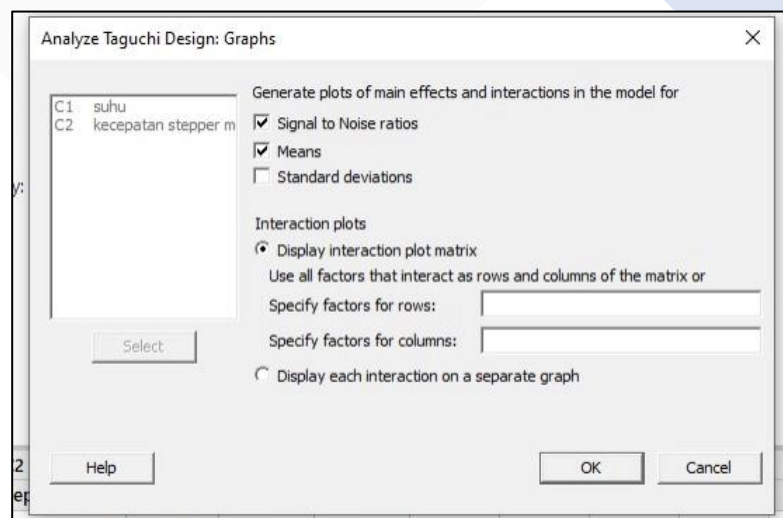 Analyze Taguchi Design: Graphs
C1 suhu
C2 kecepatan stepper m
Generate plots of main effects and interactions in the model for
Signal to Noise ratios
Means
Standard deviations
y:
Interaction plots
Display interaction plot matrix
Use all factors that interact as rows and columns of the matrix or
Specify factors for rows:
Select
Specify factors for columns:
Display each interaction on a separate graph
Help
OK
Cancel